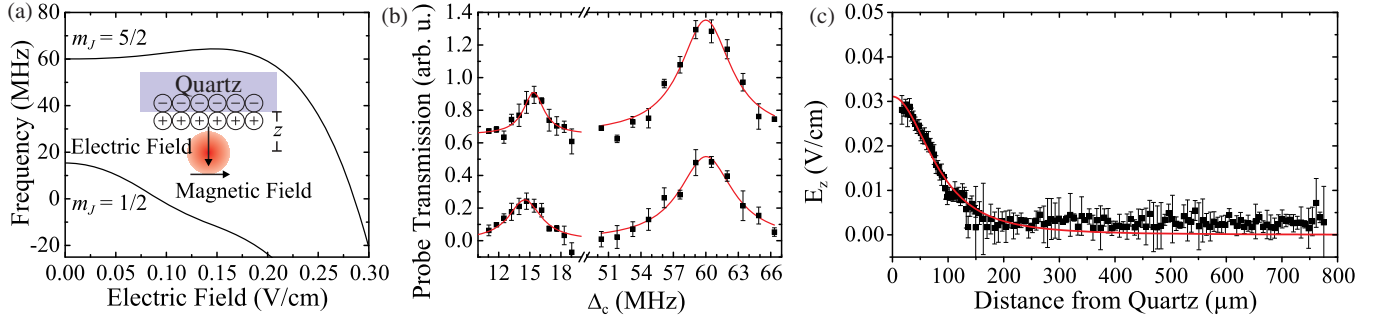 (a)
Frequency (MHz)
80
60
40
20
0
-20
m_J = 5/2
m_J = 1/2
Quartz
− − − − − −
+ + + + + +
z
Electric Field
Magnetic Field
0.00 0.05 0.10 0.15 0.20 0.25 0.30
Electric Field (V/cm)
(b)
Probe Transmission (arb. u.)
1.4
1.2
1.0
0.8
0.6
0.4
0.2
0.0
12 15 18 51 54 57 60 63 66
Δ_c (MHz)
(c)
E_z (V/cm)
0.05
0.04
0.03
0.02
0.01
0.00
0 100 200 300 400 500 600 700 800
Distance from Quartz (µm)